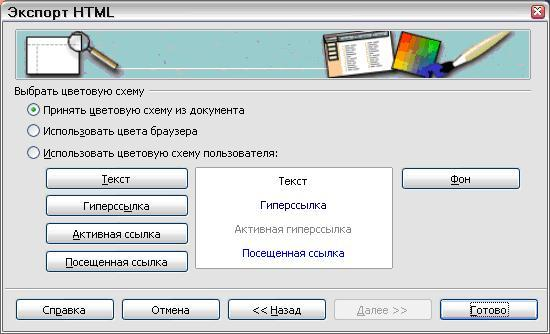 Экспорт HTML
Выбрать цветовую схему
Принять цветовую схему из документа
Использовать цвета браузера
Использовать цветовую схему пользователя:
Текст
Гиперссылка
Активная ссылка
Посещенная ссылка
Текст
Гиперссылка
Активная гиперссылка
Посещенная ссылка
Фон
Справка
Отмена
<< Назад
Далее >>
Готово